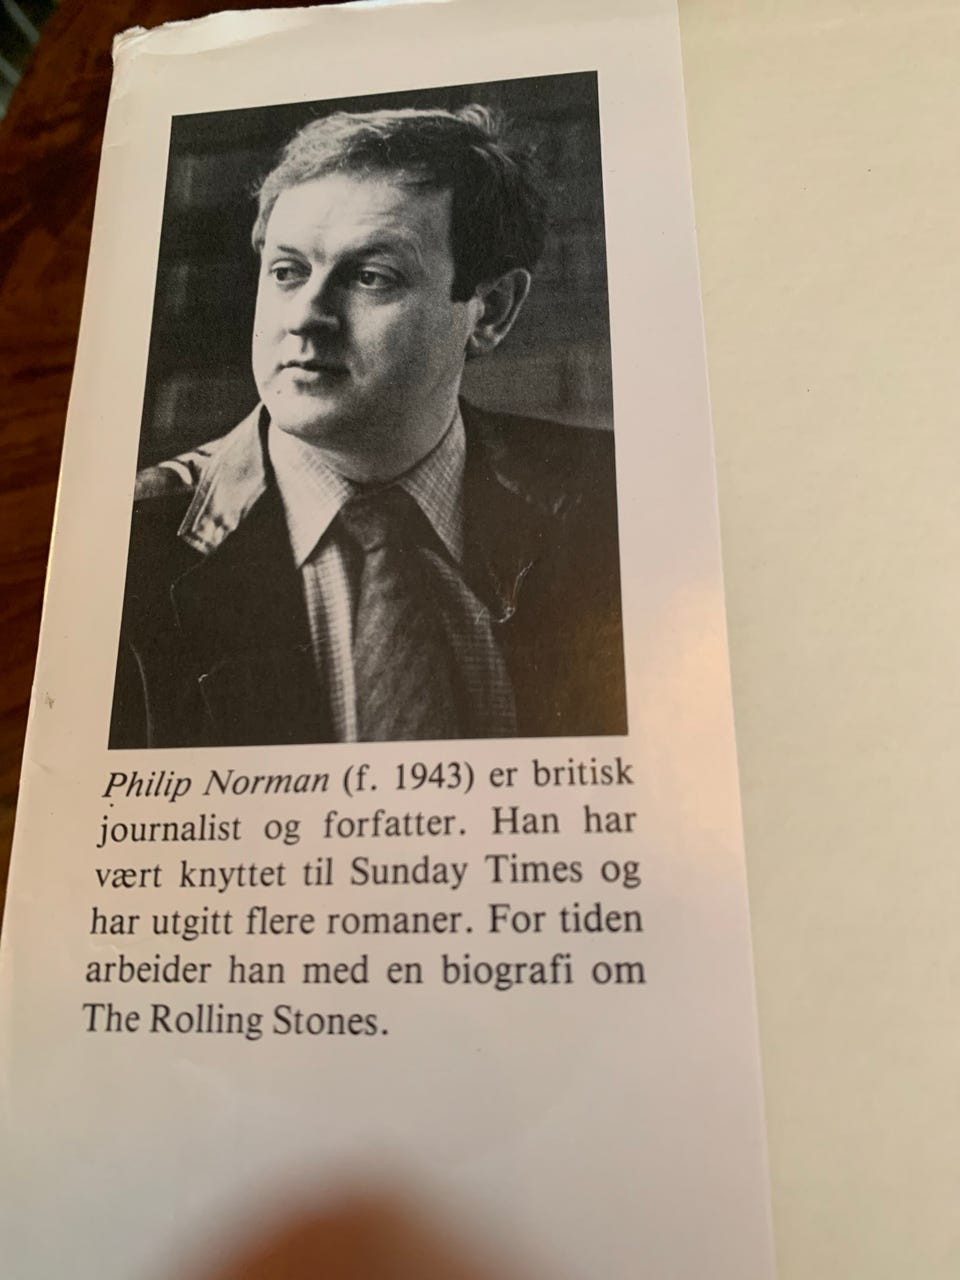 Philip Norman (f. 1943) er britisk
journalist og forfatter. Han har
vært knyttet til Sunday Times og
har utgitt flere romaner. For tiden
arbeider han med en biografi om
The Rolling Stones.